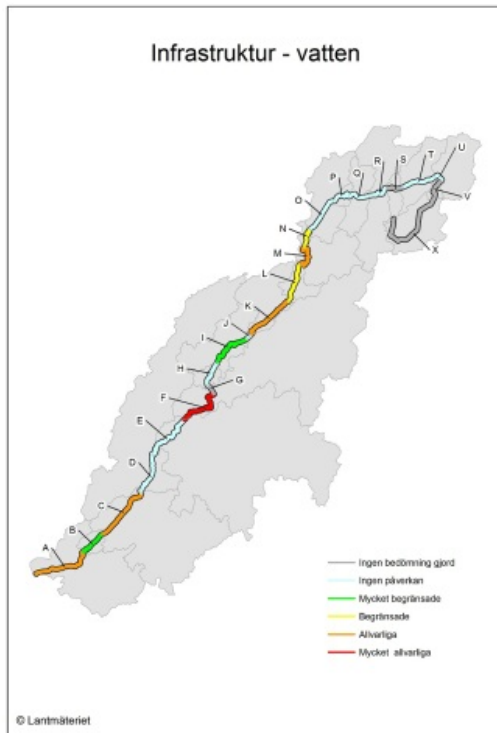 Infrastruktur - vatten
U
T
S
R
Q
P
O
V
N
X
M
L
K
J
I
H
G
F
E
D
C
B
A
Ingen bedömning gjord
Ingen påverkan
Mycket begränsade
Begränsade
Allvarliga
Mycket allvarliga
© Lantmäteriet